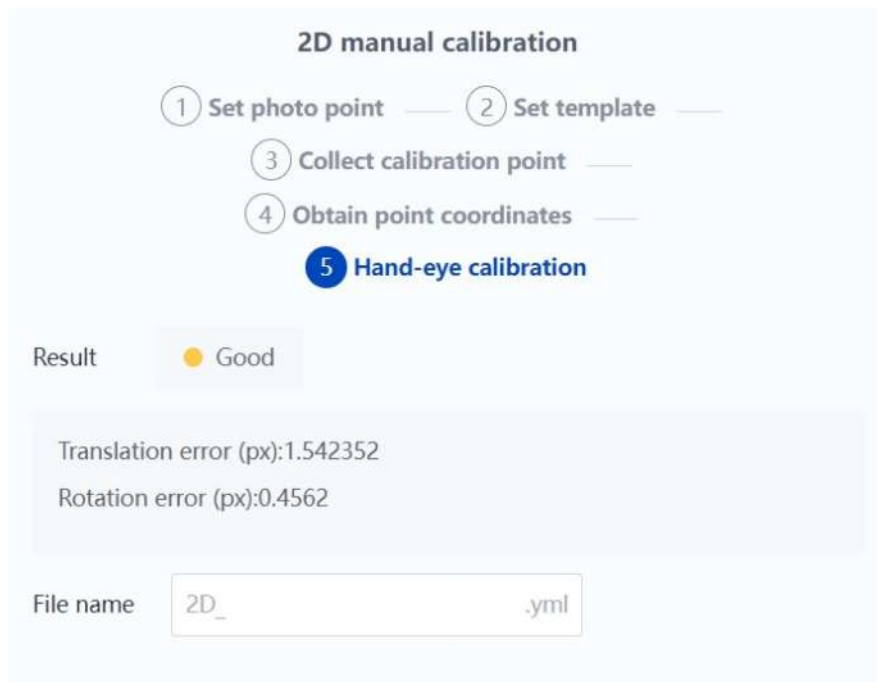 2D manual calibration
1 Set photo point 2 Set template
3 Collect calibration point
4 Obtain point coordinates
5 Hand-eye calibration
Result Good
Translation error (px):1.542352
Rotation error (px):0.4562
File name 2D_ .yml